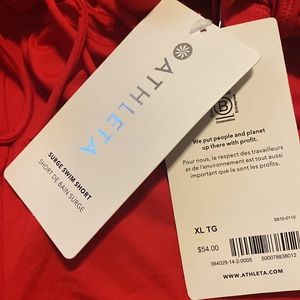 ATHLETA
SURGE SWIM SHORT
SHORT DE BAIN SURGE
Certified
B
Corporation
We put people and planet
up there with profit.
Pour nous, le respect des travailleurs
et de l'environnement est tout aussi
important que le sont les profits.
XL TG
$54.00
384029-14-2-0005
500078838012
WWW.ATHLETA.COM